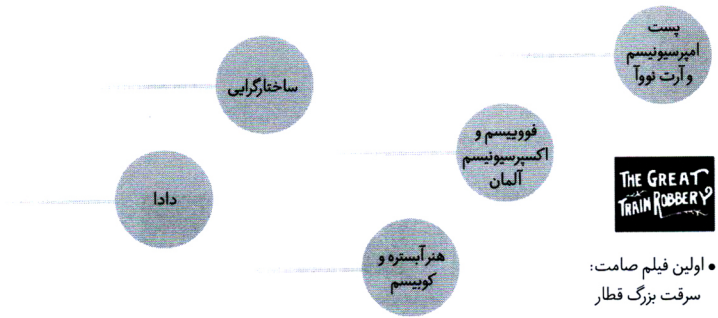 پست
امپرسیونیسم
و آرت نووآ
ساختارگرایی
فووییسم و
اکسپرسیونیسم
آلمان
دادا
هنر آبستره و
کوبیسم
THE GREAT
TRAIN ROBBERY
• اولین فیلم صامت:
سرقت بزرگ قطار